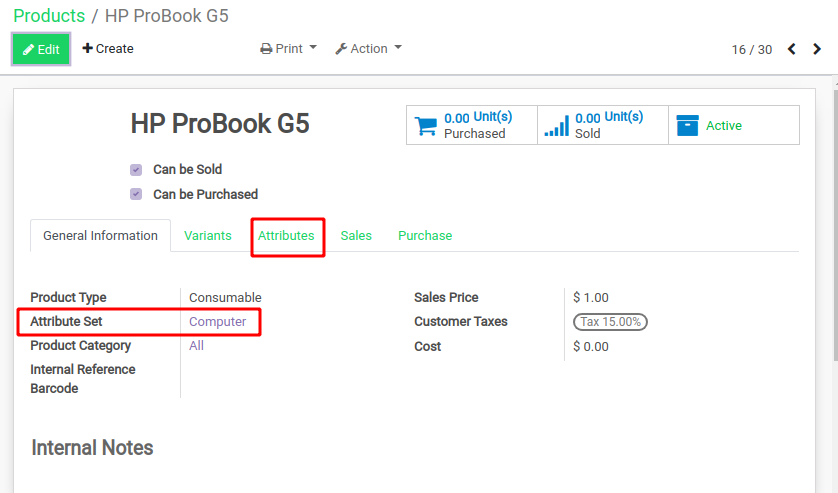 Products / HP ProBook G5
Edit Create Print Action 16 / 30
HP ProBook G5
0.00 Unit(s) Purchased
0.00 Unit(s) Sold
Active
Can be Sold
Can be Purchased
General Information Variants Attributes Sales Purchase
Product Type Consumable
Attribute Set Computer
Product Category All
Internal Reference
Barcode
Sales Price $ 1.00
Customer Taxes Tax 15.00%
Cost $ 0.00
Internal Notes